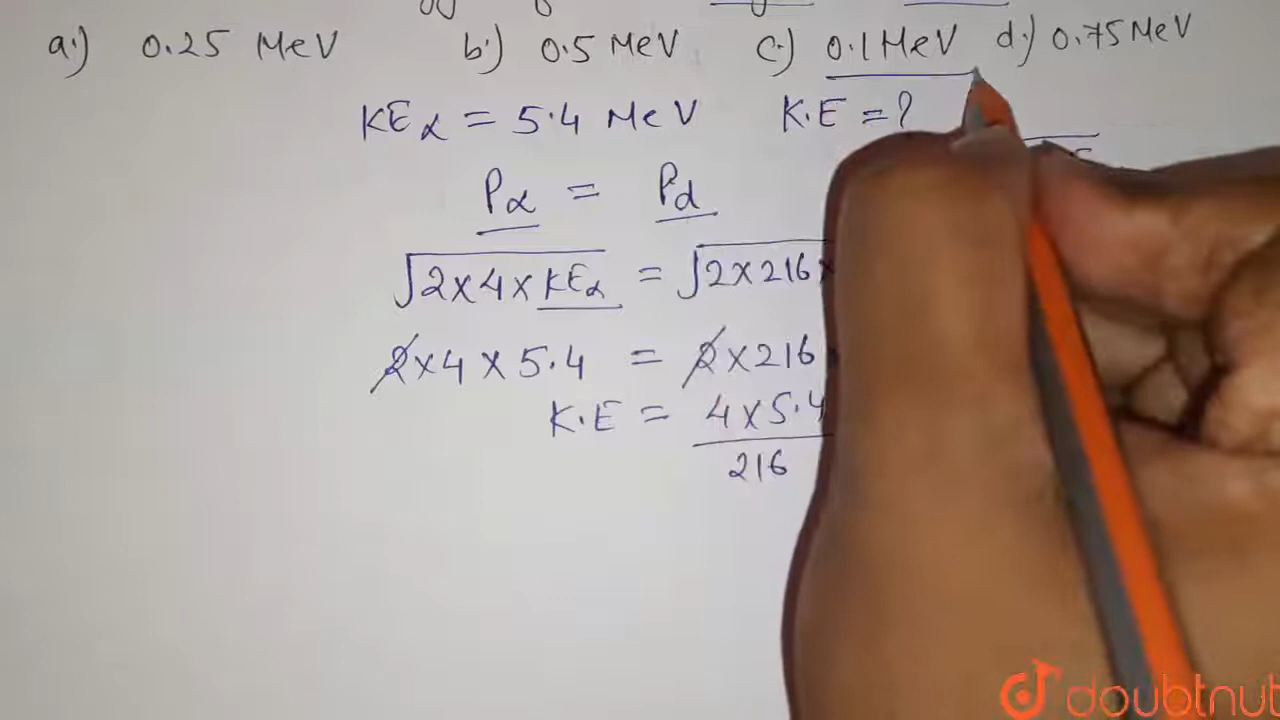 a.) 0.25 MeV b.) 0.5 MeV c.) 0.1 MeV d.) 0.75 MeV
KEα = 5.4 MeV K.E = ?
Pα = Pd
√2×4×KEα = √2×216
2×4×5.4 = 2×216
K.E = 4×5.4
216
doubtnut